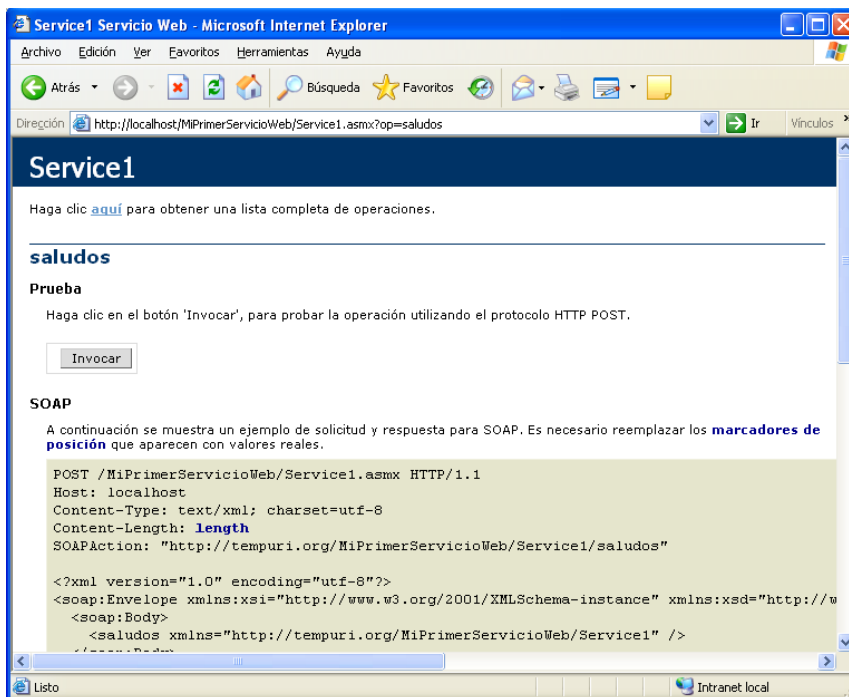 Service1 Servicio Web - Microsoft Internet Explorer
Archivo Edición Ver Favoritos Herramientas Ayuda
Atrás Búsqueda Favoritos
Dirección http://localhost/MiPrimerServicioWeb/Service1.asmx?op=saludos Ir Vínculos
Service1
Haga clic aquí para obtener una lista completa de operaciones.
saludos
Prueba
Haga clic en el botón 'Invocar', para probar la operación utilizando el protocolo HTTP POST.
Invocar
SOAP
A continuación se muestra un ejemplo de solicitud y respuesta para SOAP. Es necesario reemplazar los marcadores de
posición que aparecen con valores reales.
POST /MiPrimerServicioWeb/Service1.asmx HTTP/1.1
Host: localhost
Content-Type: text/xml; charset=utf-8
Content-Length: length
SOAPAction: "http://tempuri.org/MiPrimerServicioWeb/Service1/saludos"
<?xml version="1.0" encoding="utf-8"?>
<soap:Envelope xmlns:xsi="http://www.w3.org/2001/XMLSchema-instance" xmlns:xsd="http://w
<soap:Body>
<saludos xmlns="http://tempuri.org/MiPrimerServicioWeb/Service1" />
</soap:Body>
Listo Intranet local